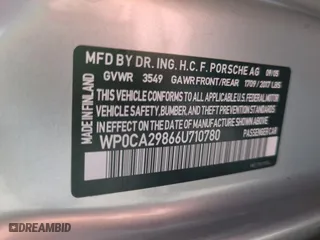 MFD BY DR. ING. H.C. F. PORSCHE AG 09/05
GVWR 3549 GAWR FRONT/REAR 1709/2007 LBS
MADE IN FINLAND
THIS VEHICLE CONFORMS TO ALL APPLICABLE U.S. FEDERAL MOTOR
VEHICLE SAFETY, BUMPER, AND THEFT PREVENTION
STANDARDS IN EFFECT ON THE DATE OF MANUFACTURE SHOWN ABOVE.
WP0CA29866U710780 PASSENGER CAR
DREAMBID